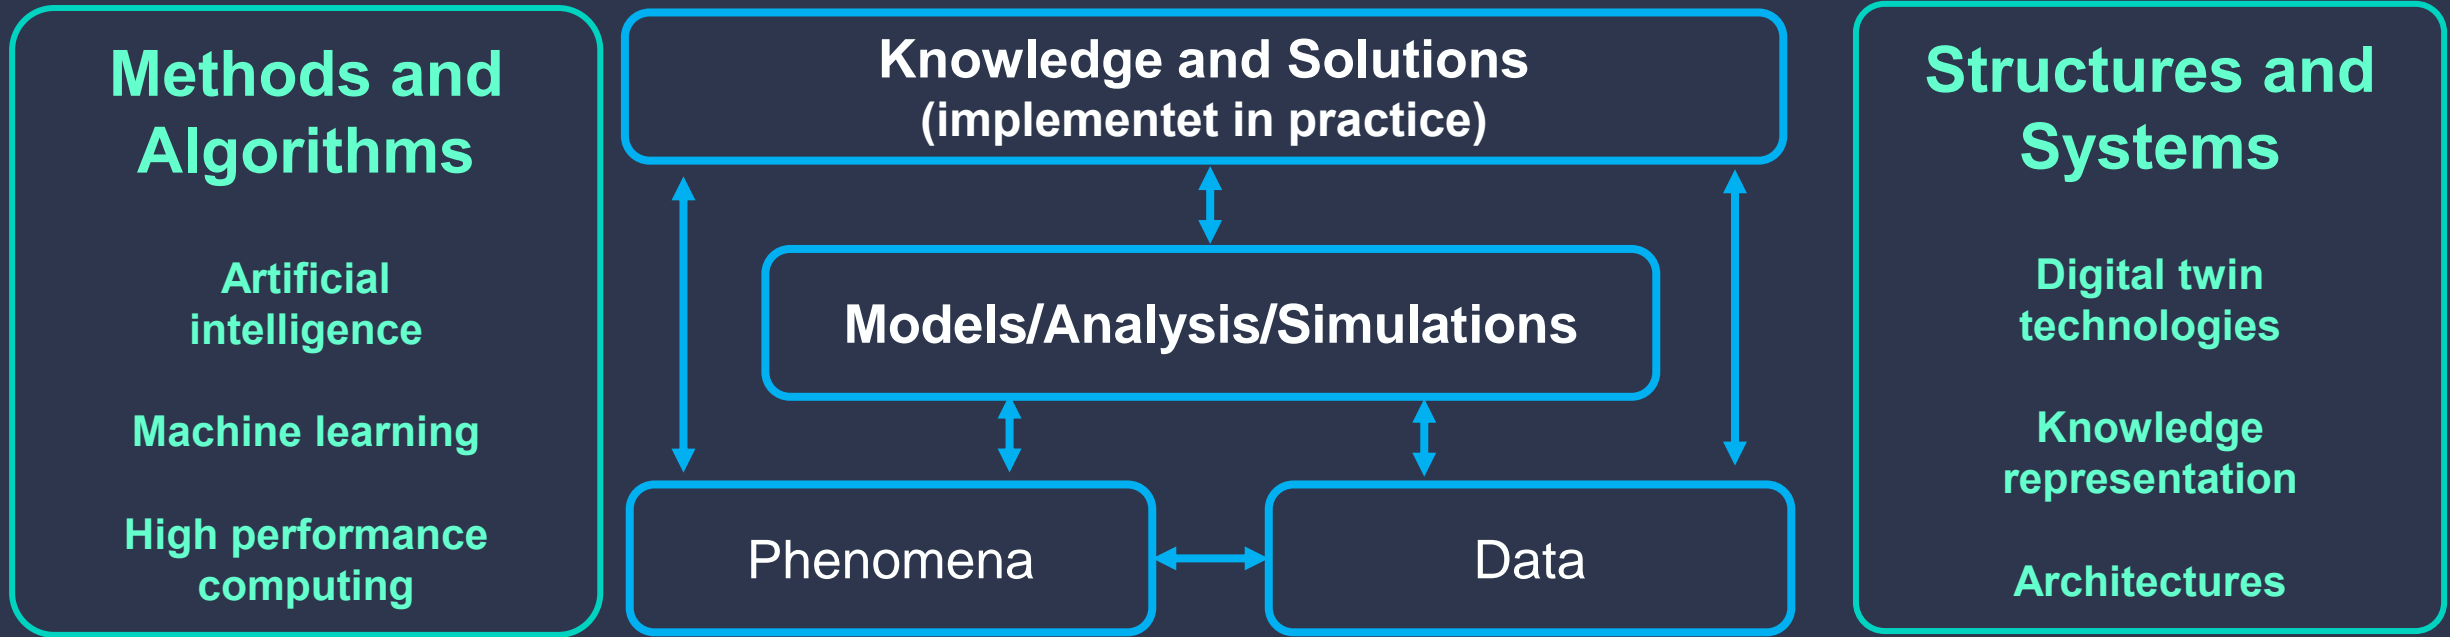 Methods and
Algorithms
Artificial
intelligence
Machine learning
High performance
computing
Knowledge and Solutions
(implementet in practice)
Models/Analysis/Simulations
Phenomena
Data
Structures and
Systems
Digital twin
technologies
Knowledge
representation
Architectures